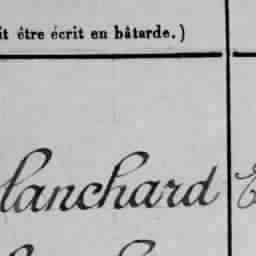 it être écrit en bâtarde.)
lanchard